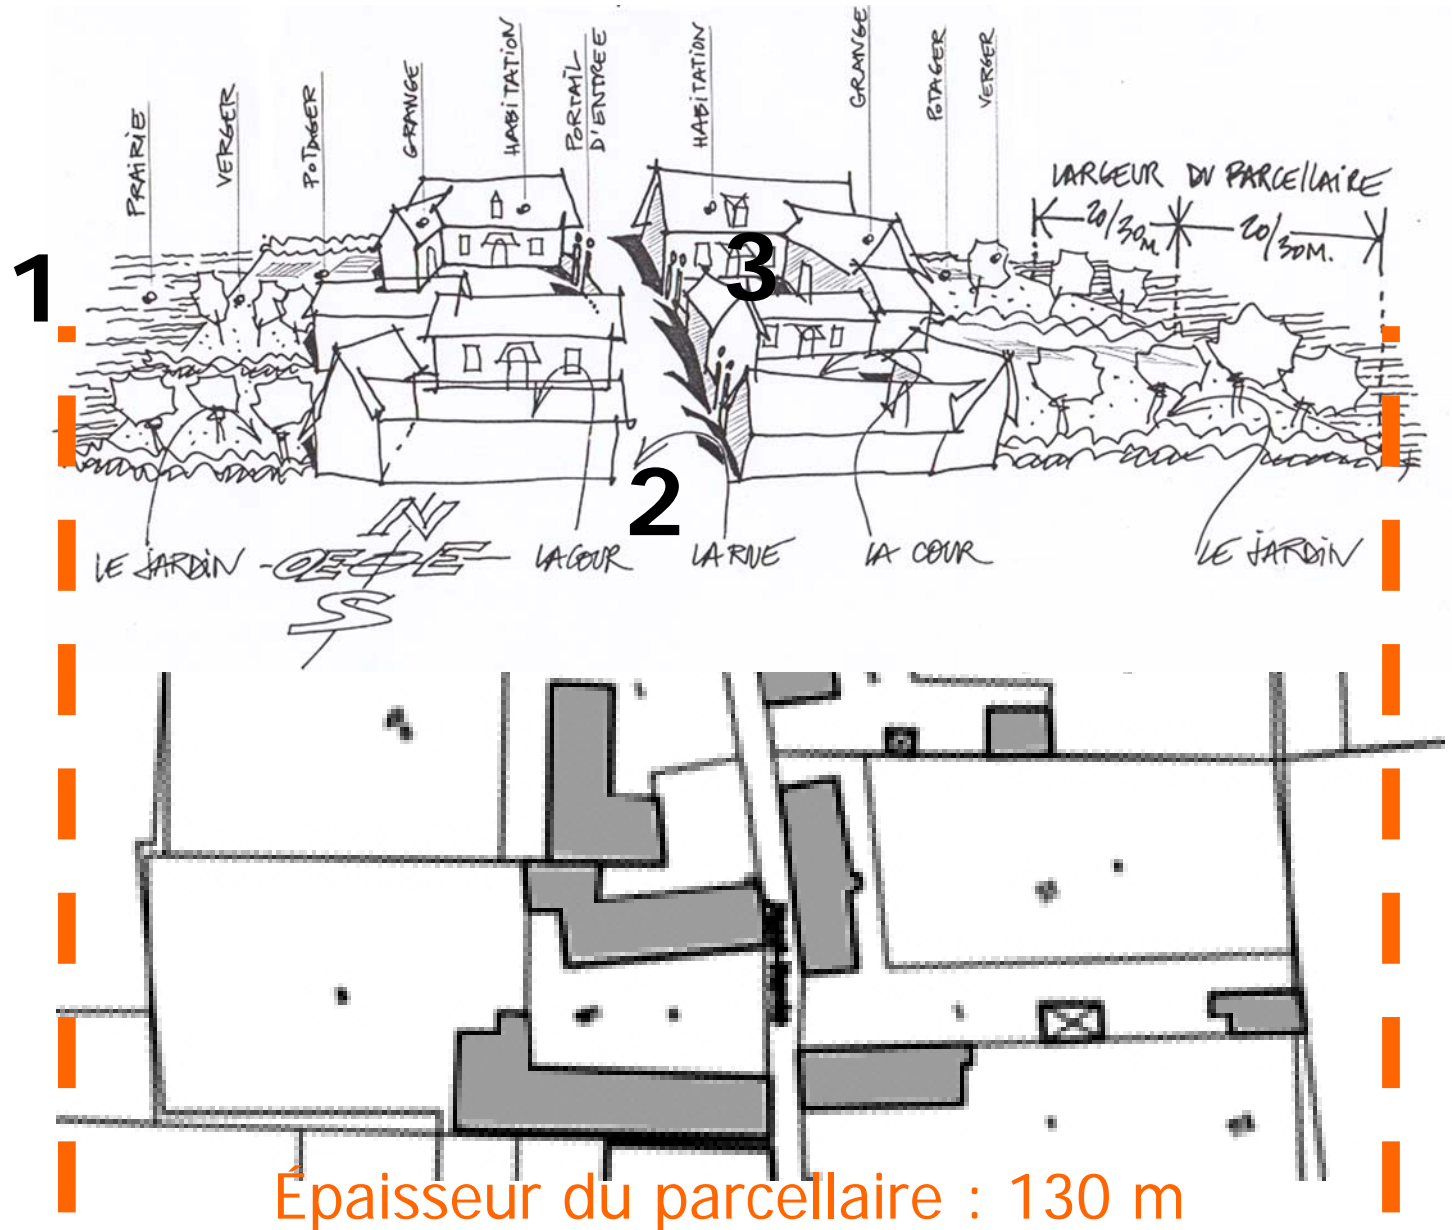 PRAIRIE
VERGER
POTAGER
GRANGE
HABITATION
PORTAIL
D'ENTREE
HABITATION
GRANGE
POTAGER
VERGER
LARGEUR DU PARCELLAIRE
20/30M
20/30M.
1
3
2
N
O E
S
LE JARDIN
LA COUR
LA RUE
LA COUR
LE JARDIN
Épaisseur du parcellaire : 130 m